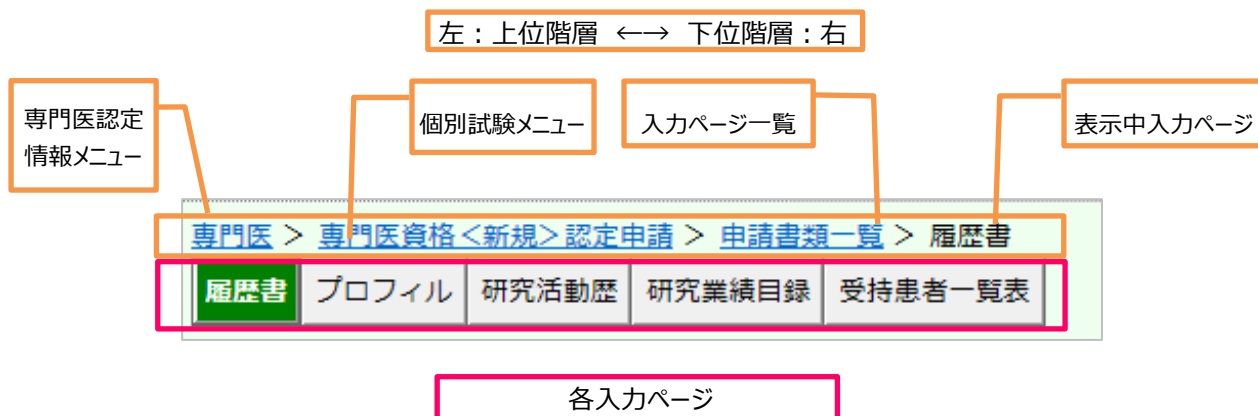 左：上位階層 ←→ 下位階層：右
専門医認定
情報メニュー
個別試験メニュー
入力ページ一覧
表示中入力ページ
専門医 > 専門医資格<新規>認定申請 > 申請書類一覧 > 履歴書
履歴書 プロフィル 研究活動歴 研究業績目録 受持患者一覧表
各入力ページ